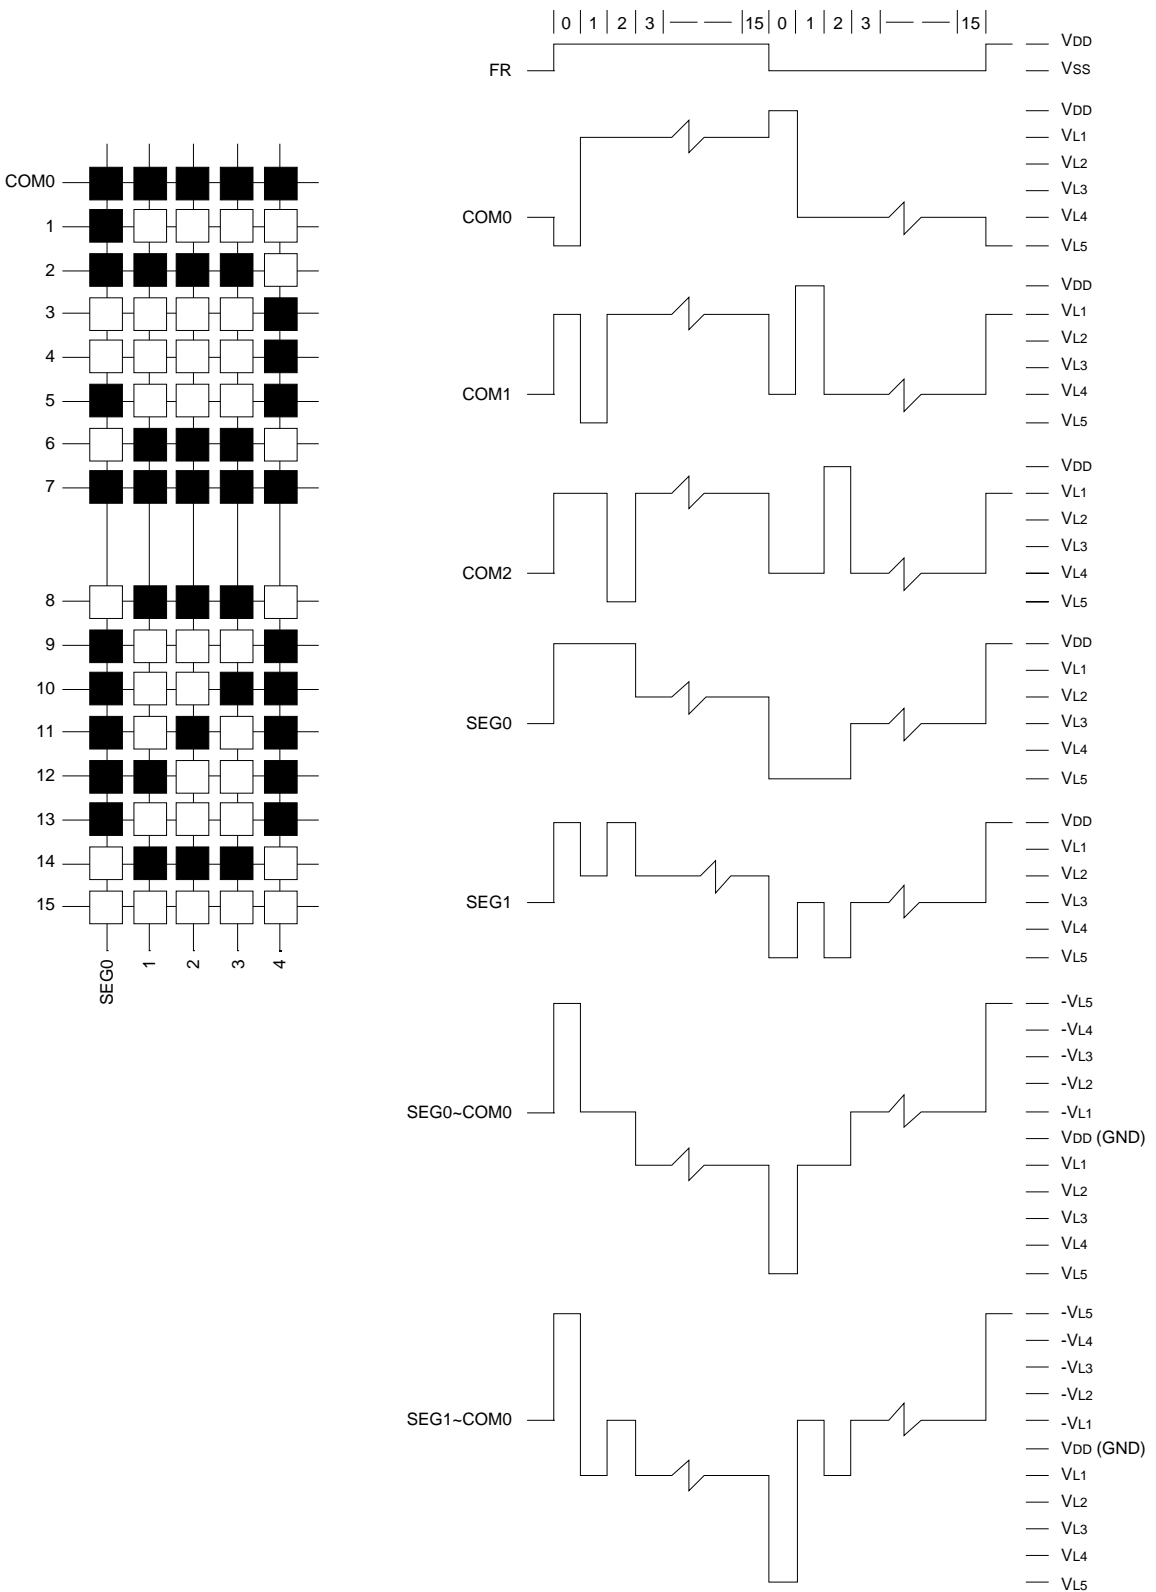 0 1 2 3 15 0 1 2 3 15
FR
VDD
VSS
COM0
1
2
3
4
5
6
7
8
9
10
11
12
13
14
15
SEG0
1
2
3
4
COM0
VDD
VL1
VL2
VL3
VL4
VL5
COM1
VDD
VL1
VL2
VL3
VL4
VL5
COM2
VDD
VL1
VL2
VL3
VL4
VL5
SEG0
VDD
VL1
VL2
VL3
VL4
VL5
SEG1
VDD
VL1
VL2
VL3
VL4
VL5
SEG0~COM0
-VL5
-VL4
-VL3
-VL2
-VL1
VDD (GND)
VL1
VL2
VL3
VL4
VL5
SEG1~COM0
-VL5
-VL4
-VL3
-VL2
-VL1
VDD (GND)
VL1
VL2
VL3
VL4
VL5